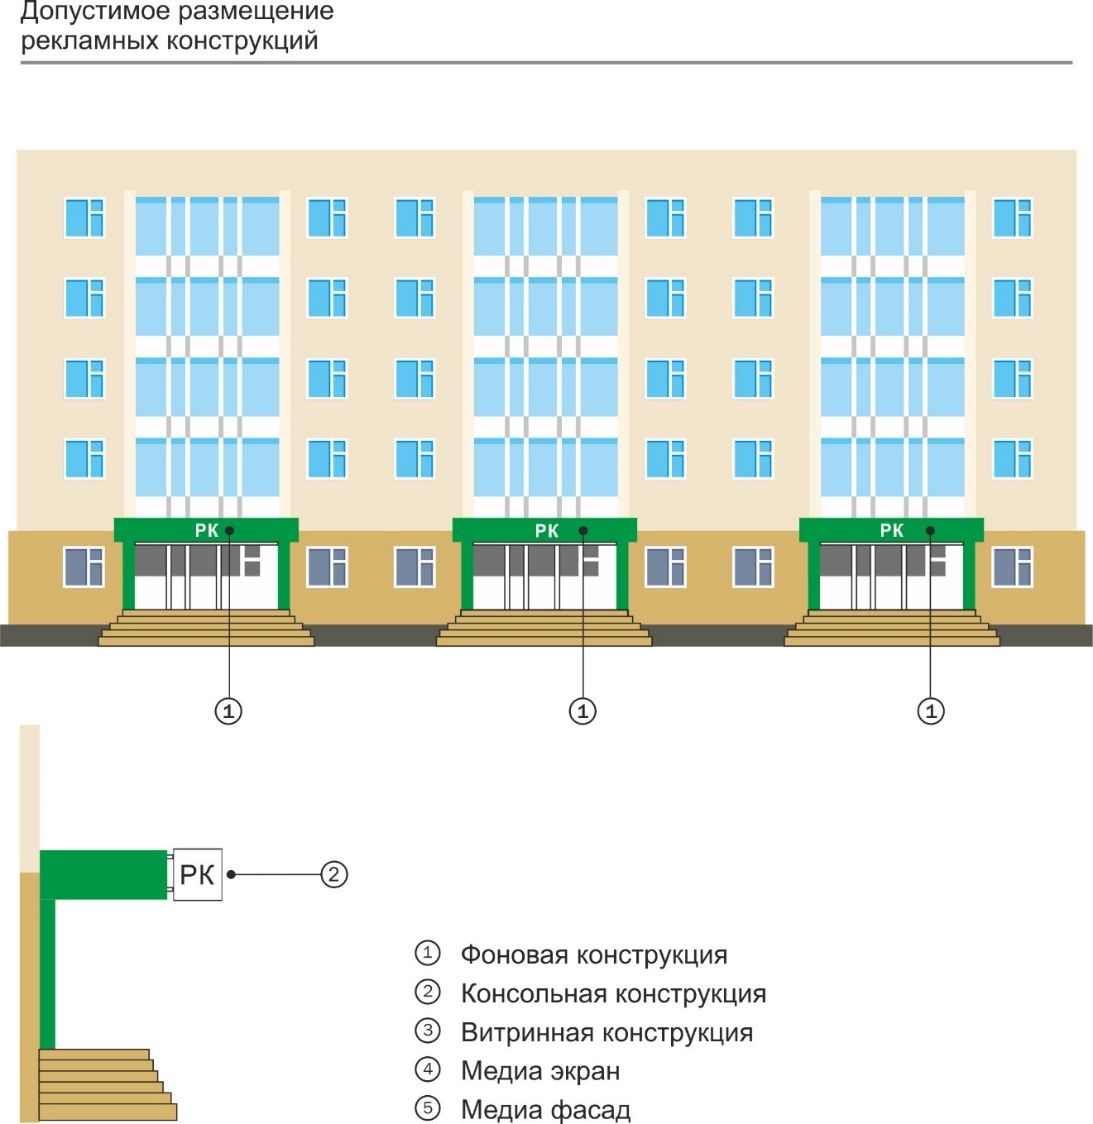 Допустимое размещение
рекламных конструкций
РК РК РК
1 1 1
РК 2
1 Фоновая конструкция
2 Консольная конструкция
3 Витринная конструкция
4 Медиа экран
5 Медиа фасад